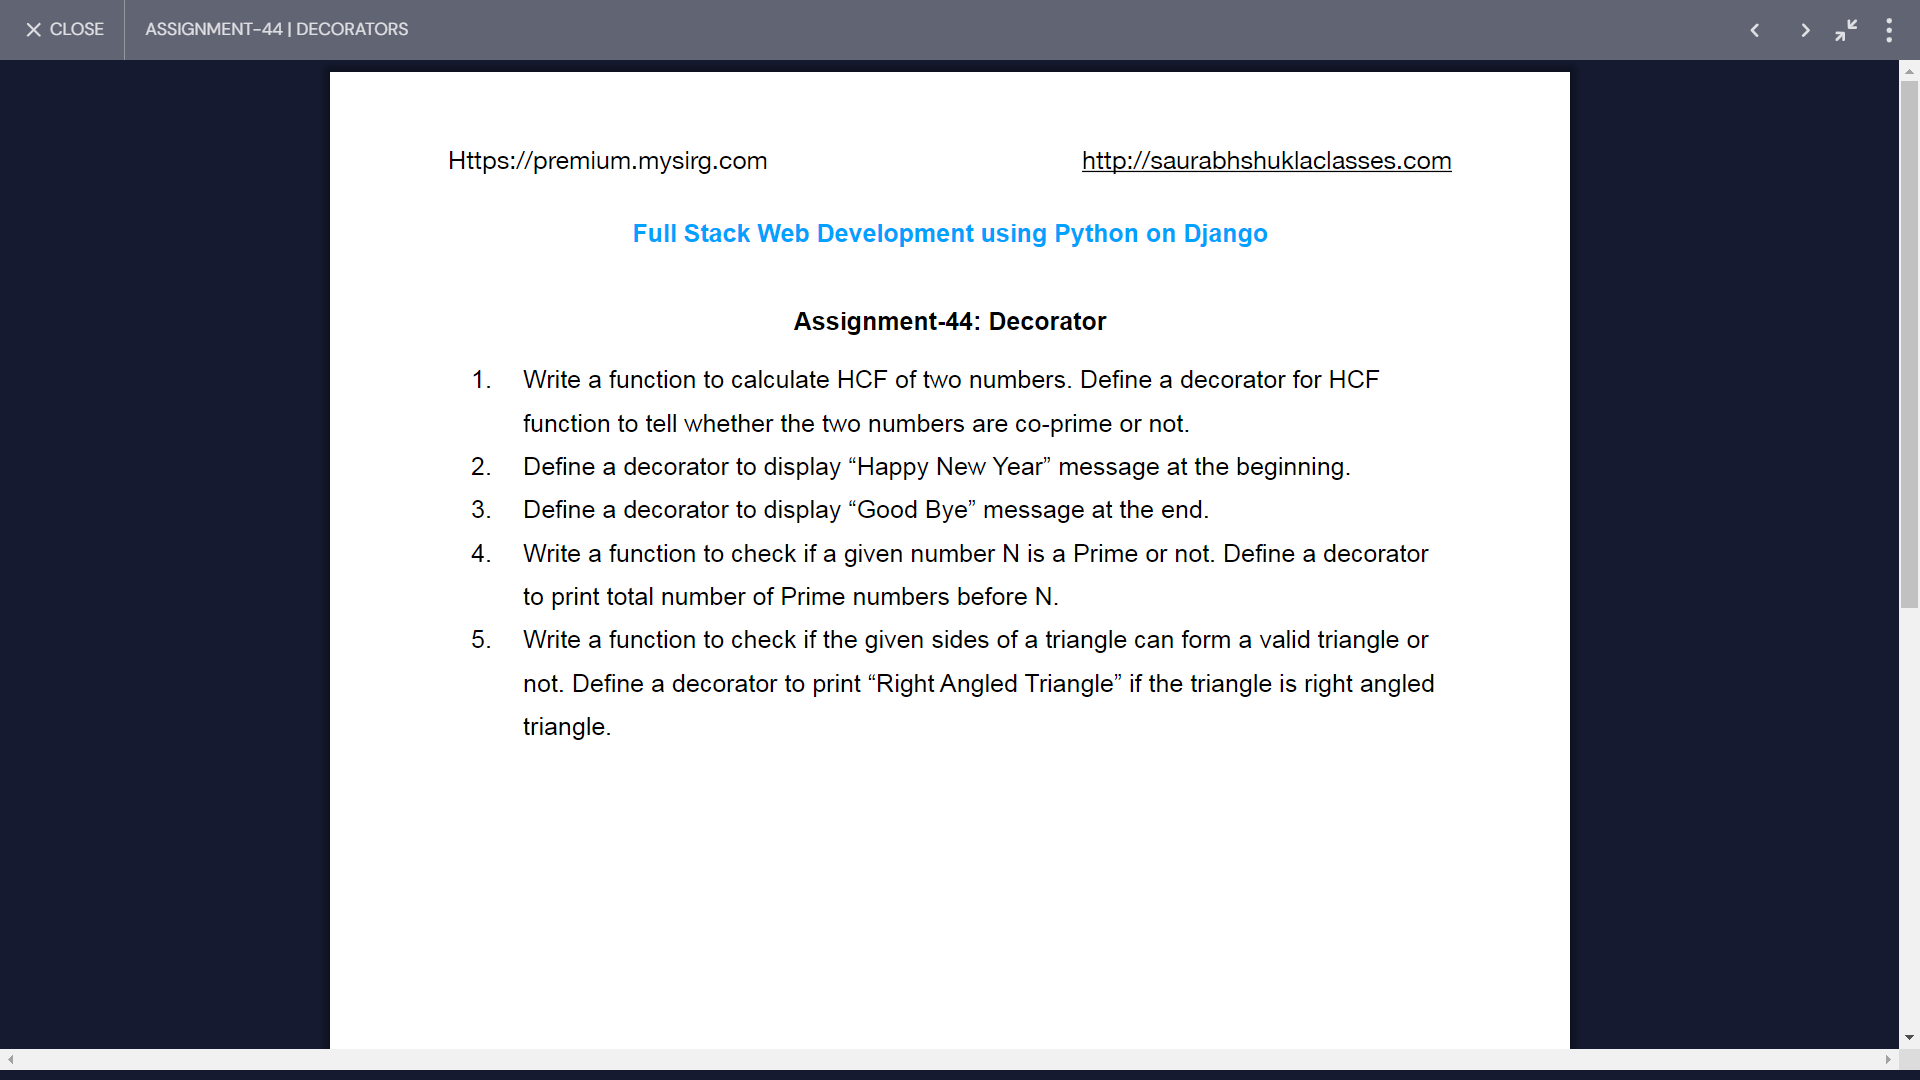 CLOSE
ASSIGNMENT-44 | DECORATORS
Https://premium.mysirg.com
http://saurabhshuklaclasses.com
Full Stack Web Development using Python on Django
Assignment-44: Decorator
1. Write a function to calculate HCF of two numbers. Define a decorator for HCF
function to tell whether the two numbers are co-prime or not.
2. Define a decorator to display “Happy New Year” message at the beginning.
3. Define a decorator to display “Good Bye” message at the end.
4. Write a function to check if a given number N is a Prime or not. Define a decorator
to print total number of Prime numbers before N.
5. Write a function to check if the given sides of a triangle can form a valid triangle or
not. Define a decorator to print “Right Angled Triangle” if the triangle is right angled
triangle.